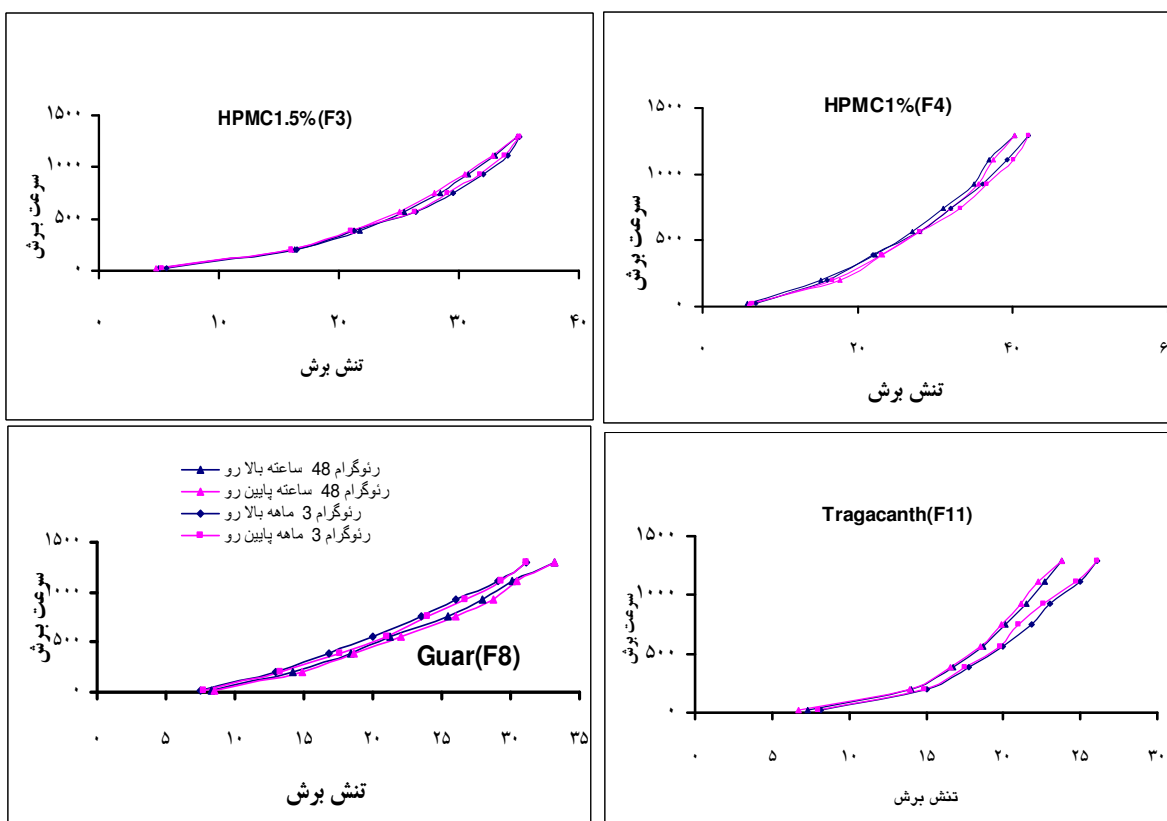 HPMC1.5%(F3)
۱۵۰۰
۱۰۰۰
۵۰۰
۰
سرعت برش
۰ ۱۰ ۲۰ ۳۰ ۴۰
تنش برش
HPMC1%(F4)
۱۵۰۰
۱۰۰۰
۵۰۰
۰
سرعت برش
۰ ۲۰ ۴۰ ۶
تنش برش
رئوگرام 48 ساعته بالا رو
رئوگرام 48 ساعته پایین رو
رئوگرام 3 ماهه بالا رو
رئوگرام 3 ماهه پایین رو
۱۵۰۰
۱۰۰۰
۵۰۰
۰
سرعت برش
Guar(F8)
۰ ۵ ۱۰ ۱۵ ۲۰ ۲۵ ۳۰ ۳۵
تنش برش
Tragacanth(F11)
۱۵۰۰
۱۰۰۰
۵۰۰
۰
سرعت برش
۰ ۵ ۱۰ ۱۵ ۲۰ ۲۵ ۳۰
تنش برش